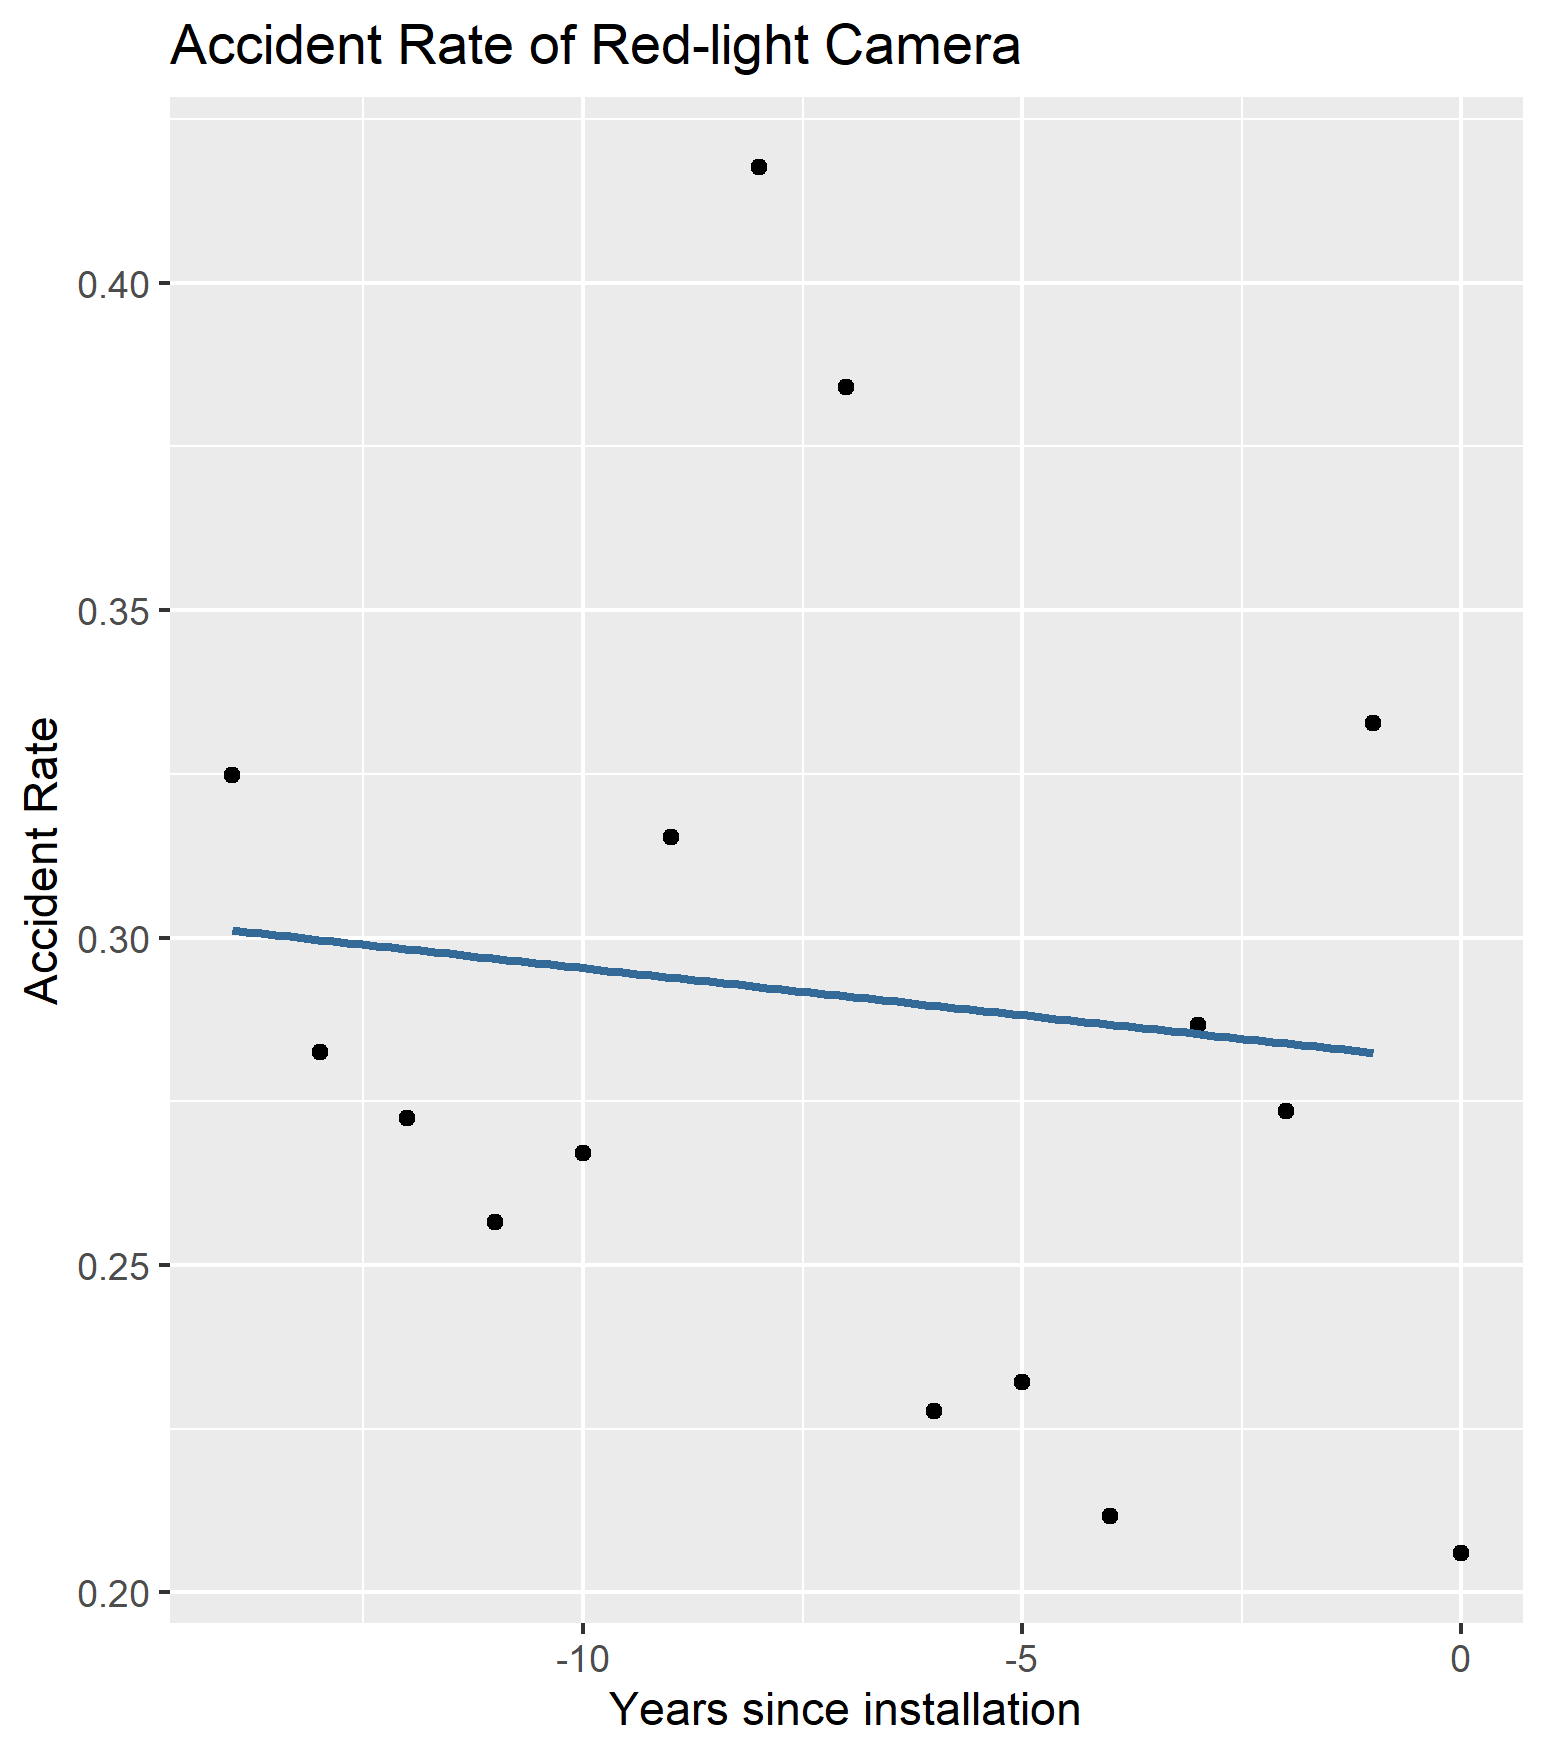 Accident Rate of Red-light Camera
Accident Rate
0.40
0.35
0.30
0.25
0.20
-10
-5
0
Years since installation